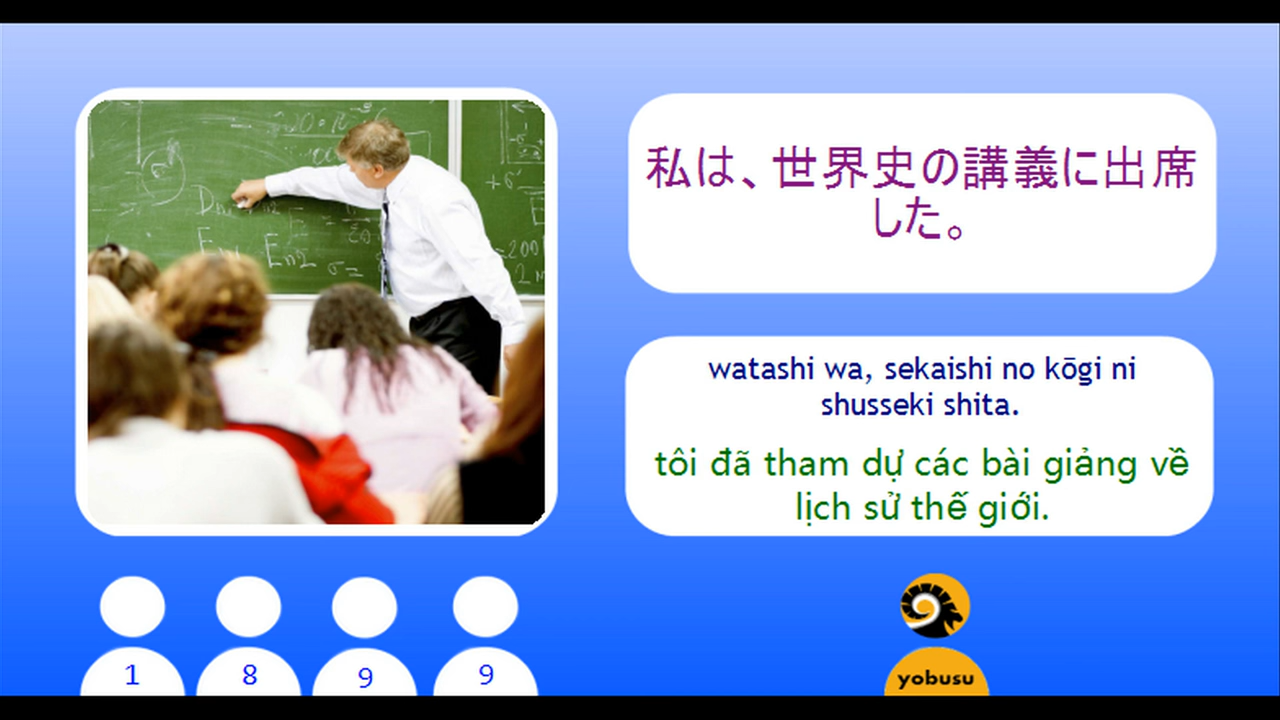 私は、世界史の講義に出席
した。
watashi wa, sekaishi no kōgi ni
shusseki shita.
tôi đã tham dự các bài giảng về
lịch sử thế giới.
1 8 9 9
yobusu